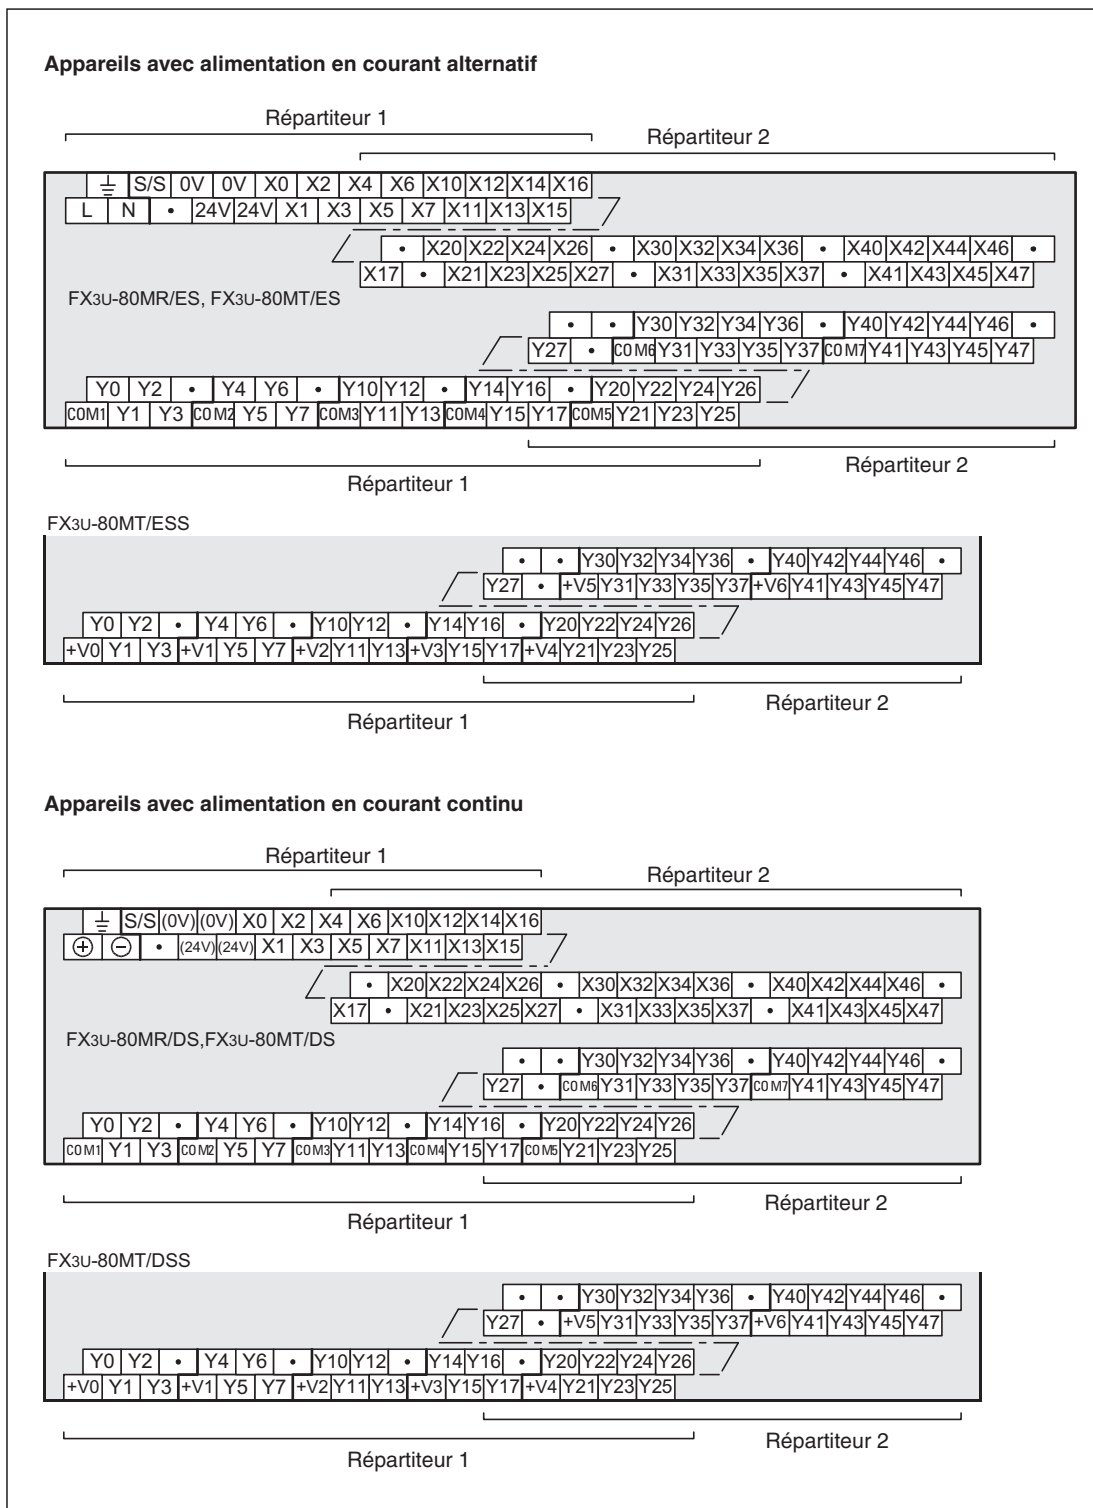 Appareils avec alimentation en courant alternatif
Répartiteur 1
Répartiteur 2
S/S 0V 0V X0 X2 X4 X6 X10 X12 X14 X16
L N • 24V 24V X1 X3 X5 X7 X11 X13 X15
• X20 X22 X24 X26 • X30 X32 X34 X36 • X40 X42 X44 X46 •
X17 • X21 X23 X25 X27 • X31 X33 X35 X37 • X41 X43 X45 X47
FX3U-80MR/ES, FX3U-80MT/ES
• • Y30 Y32 Y34 Y36 • Y40 Y42 Y44 Y46 •
Y27 • COM6 Y31 Y33 Y35 Y37 COM7 Y41 Y43 Y45 Y47
Y0 Y2 • Y4 Y6 • Y10 Y12 • Y14 Y16 • Y20 Y22 Y24 Y26
COM1 Y1 Y3 COM2 Y5 Y7 COM3 Y11 Y13 COM4 Y15 Y17 COM5 Y21 Y23 Y25
Répartiteur 2
Répartiteur 1
FX3U-80MT/ESS
• • Y30 Y32 Y34 Y36 • Y40 Y42 Y44 Y46 •
Y27 • +V5 Y31 Y33 Y35 Y37 +V6 Y41 Y43 Y45 Y47
Y0 Y2 • Y4 Y6 • Y10 Y12 • Y14 Y16 • Y20 Y22 Y24 Y26
+V0 Y1 Y3 +V1 Y5 Y7 +V2 Y11 Y13 +V3 Y15 Y17 +V4 Y21 Y23 Y25
Répartiteur 2
Répartiteur 1
Appareils avec alimentation en courant continu
Répartiteur 1
Répartiteur 2
S/S (0V) (0V) X0 X2 X4 X6 X10 X12 X14 X16
⊕ ⊖ • (24V) (24V) X1 X3 X5 X7 X11 X13 X15
• X20 X22 X24 X26 • X30 X32 X34 X36 • X40 X42 X44 X46 •
X17 • X21 X23 X25 X27 • X31 X33 X35 X37 • X41 X43 X45 X47
FX3U-80MR/DS,FX3U-80MT/DS
• • Y30 Y32 Y34 Y36 • Y40 Y42 Y44 Y46 •
Y27 • COM6 Y31 Y33 Y35 Y37 COM7 Y41 Y43 Y45 Y47
Y0 Y2 • Y4 Y6 • Y10 Y12 • Y14 Y16 • Y20 Y22 Y24 Y26
COM1 Y1 Y3 COM2 Y5 Y7 COM3 Y11 Y13 COM4 Y15 Y17 COM5 Y21 Y23 Y25
Répartiteur 2
Répartiteur 1
FX3U-80MT/DSS
• • Y30 Y32 Y34 Y36 • Y40 Y42 Y44 Y46 •
Y27 • +V5 Y31 Y33 Y35 Y37 +V6 Y41 Y43 Y45 Y47
Y0 Y2 • Y4 Y6 • Y10 Y12 • Y14 Y16 • Y20 Y22 Y24 Y26
+V0 Y1 Y3 +V1 Y5 Y7 +V2 Y11 Y13 +V3 Y15 Y17 +V4 Y21 Y23 Y25
Répartiteur 2
Répartiteur 1